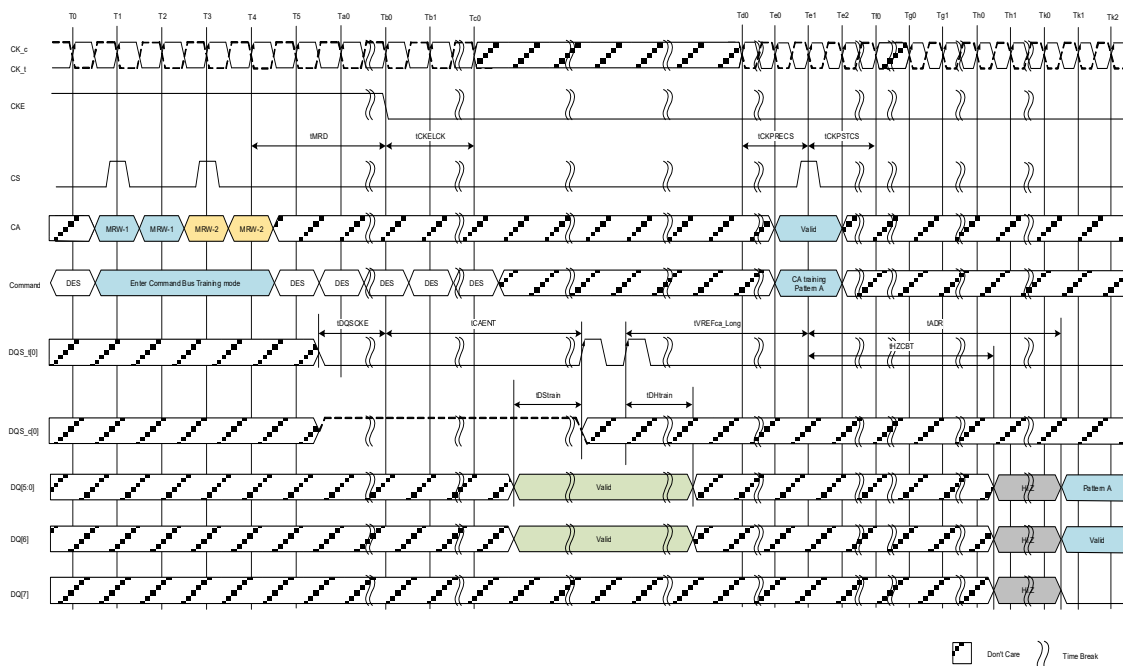 T0 T1 T2 T3 T4 T5 Ta0 Tb0 Tb1 Tc0 Td0 Te0 Te1 Te2 Tf0 Tg0 Tg1 Th0 Th1 Tk0 Tk1 Tk2
CK_c
CK_t
CKE
tMRD tCKELCK tCKPRECS tCKPSTCS
CS
CA MRW-1 MRW-1 MRW-2 MRW-2 Valid
Command DES Enter Command Bus Training mode DES DES DES DES DES CA training Pattern A
tDQSCKE tCAENT tVREFca_Long tADR
tHZCBT
DQS_t[0]
tDStrain tDHtrain
DQS_c[0]
DQ[5:0] Valid Hi-Z Pattern A
DQ[6] Valid Hi-Z Valid
DQ[7] Hi-Z
Don't Care Time Break